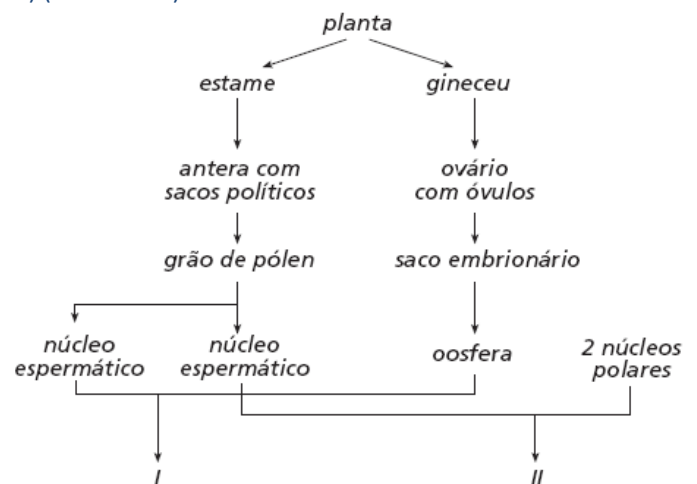 planta
estame
gineceu
antera com
sacos políticos
ovário
com óvulos
grão de pólen
saco embrionário
núcleo
espermático
núcleo
espermático
oosfera
2 núcleos
polares
I
II